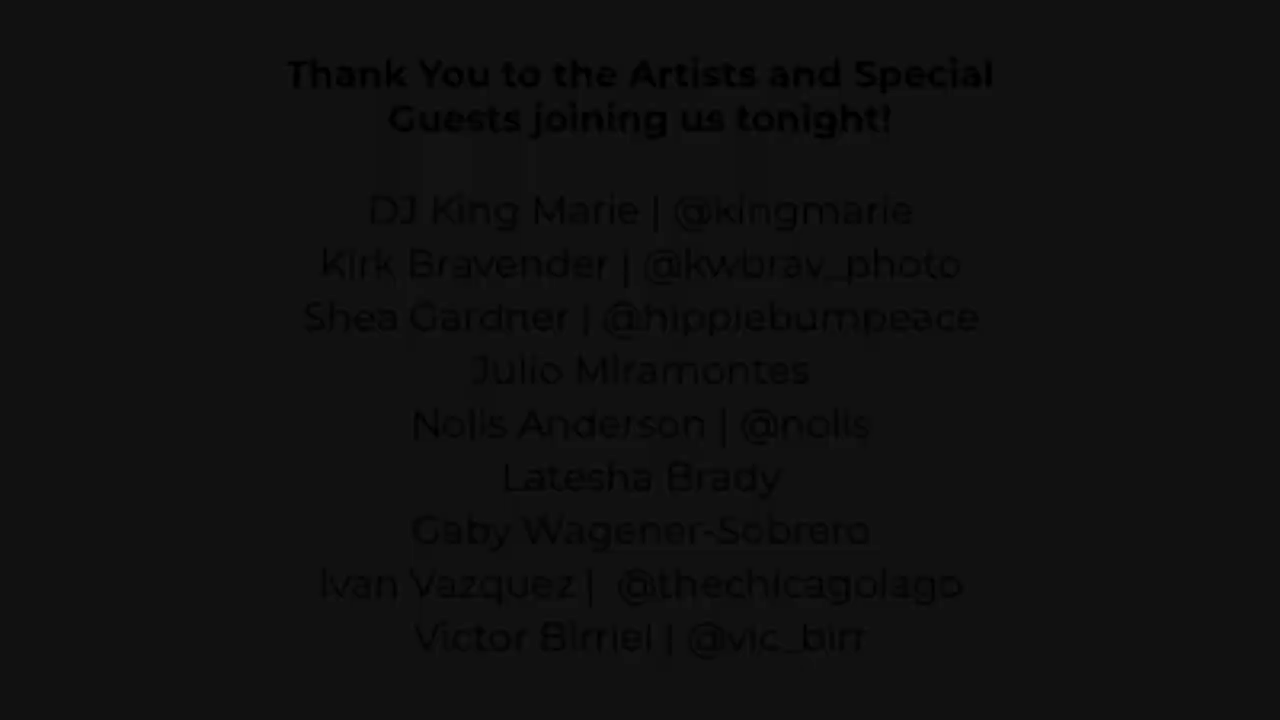 Thank You to the Artists and Special
Guests joining us tonight!
DJ King Marie | @kingmarie
Kirk Bravender | @kwbrav_photo
Shea Gardner | @hippiebumpeace
Julio Miramontes
Nolis Anderson | @nolis
Latesha Brady
Gaby Wagener-Sobrero
Ivan Vazquez | @thechicagolago
Victor Birriel | @vic_birr